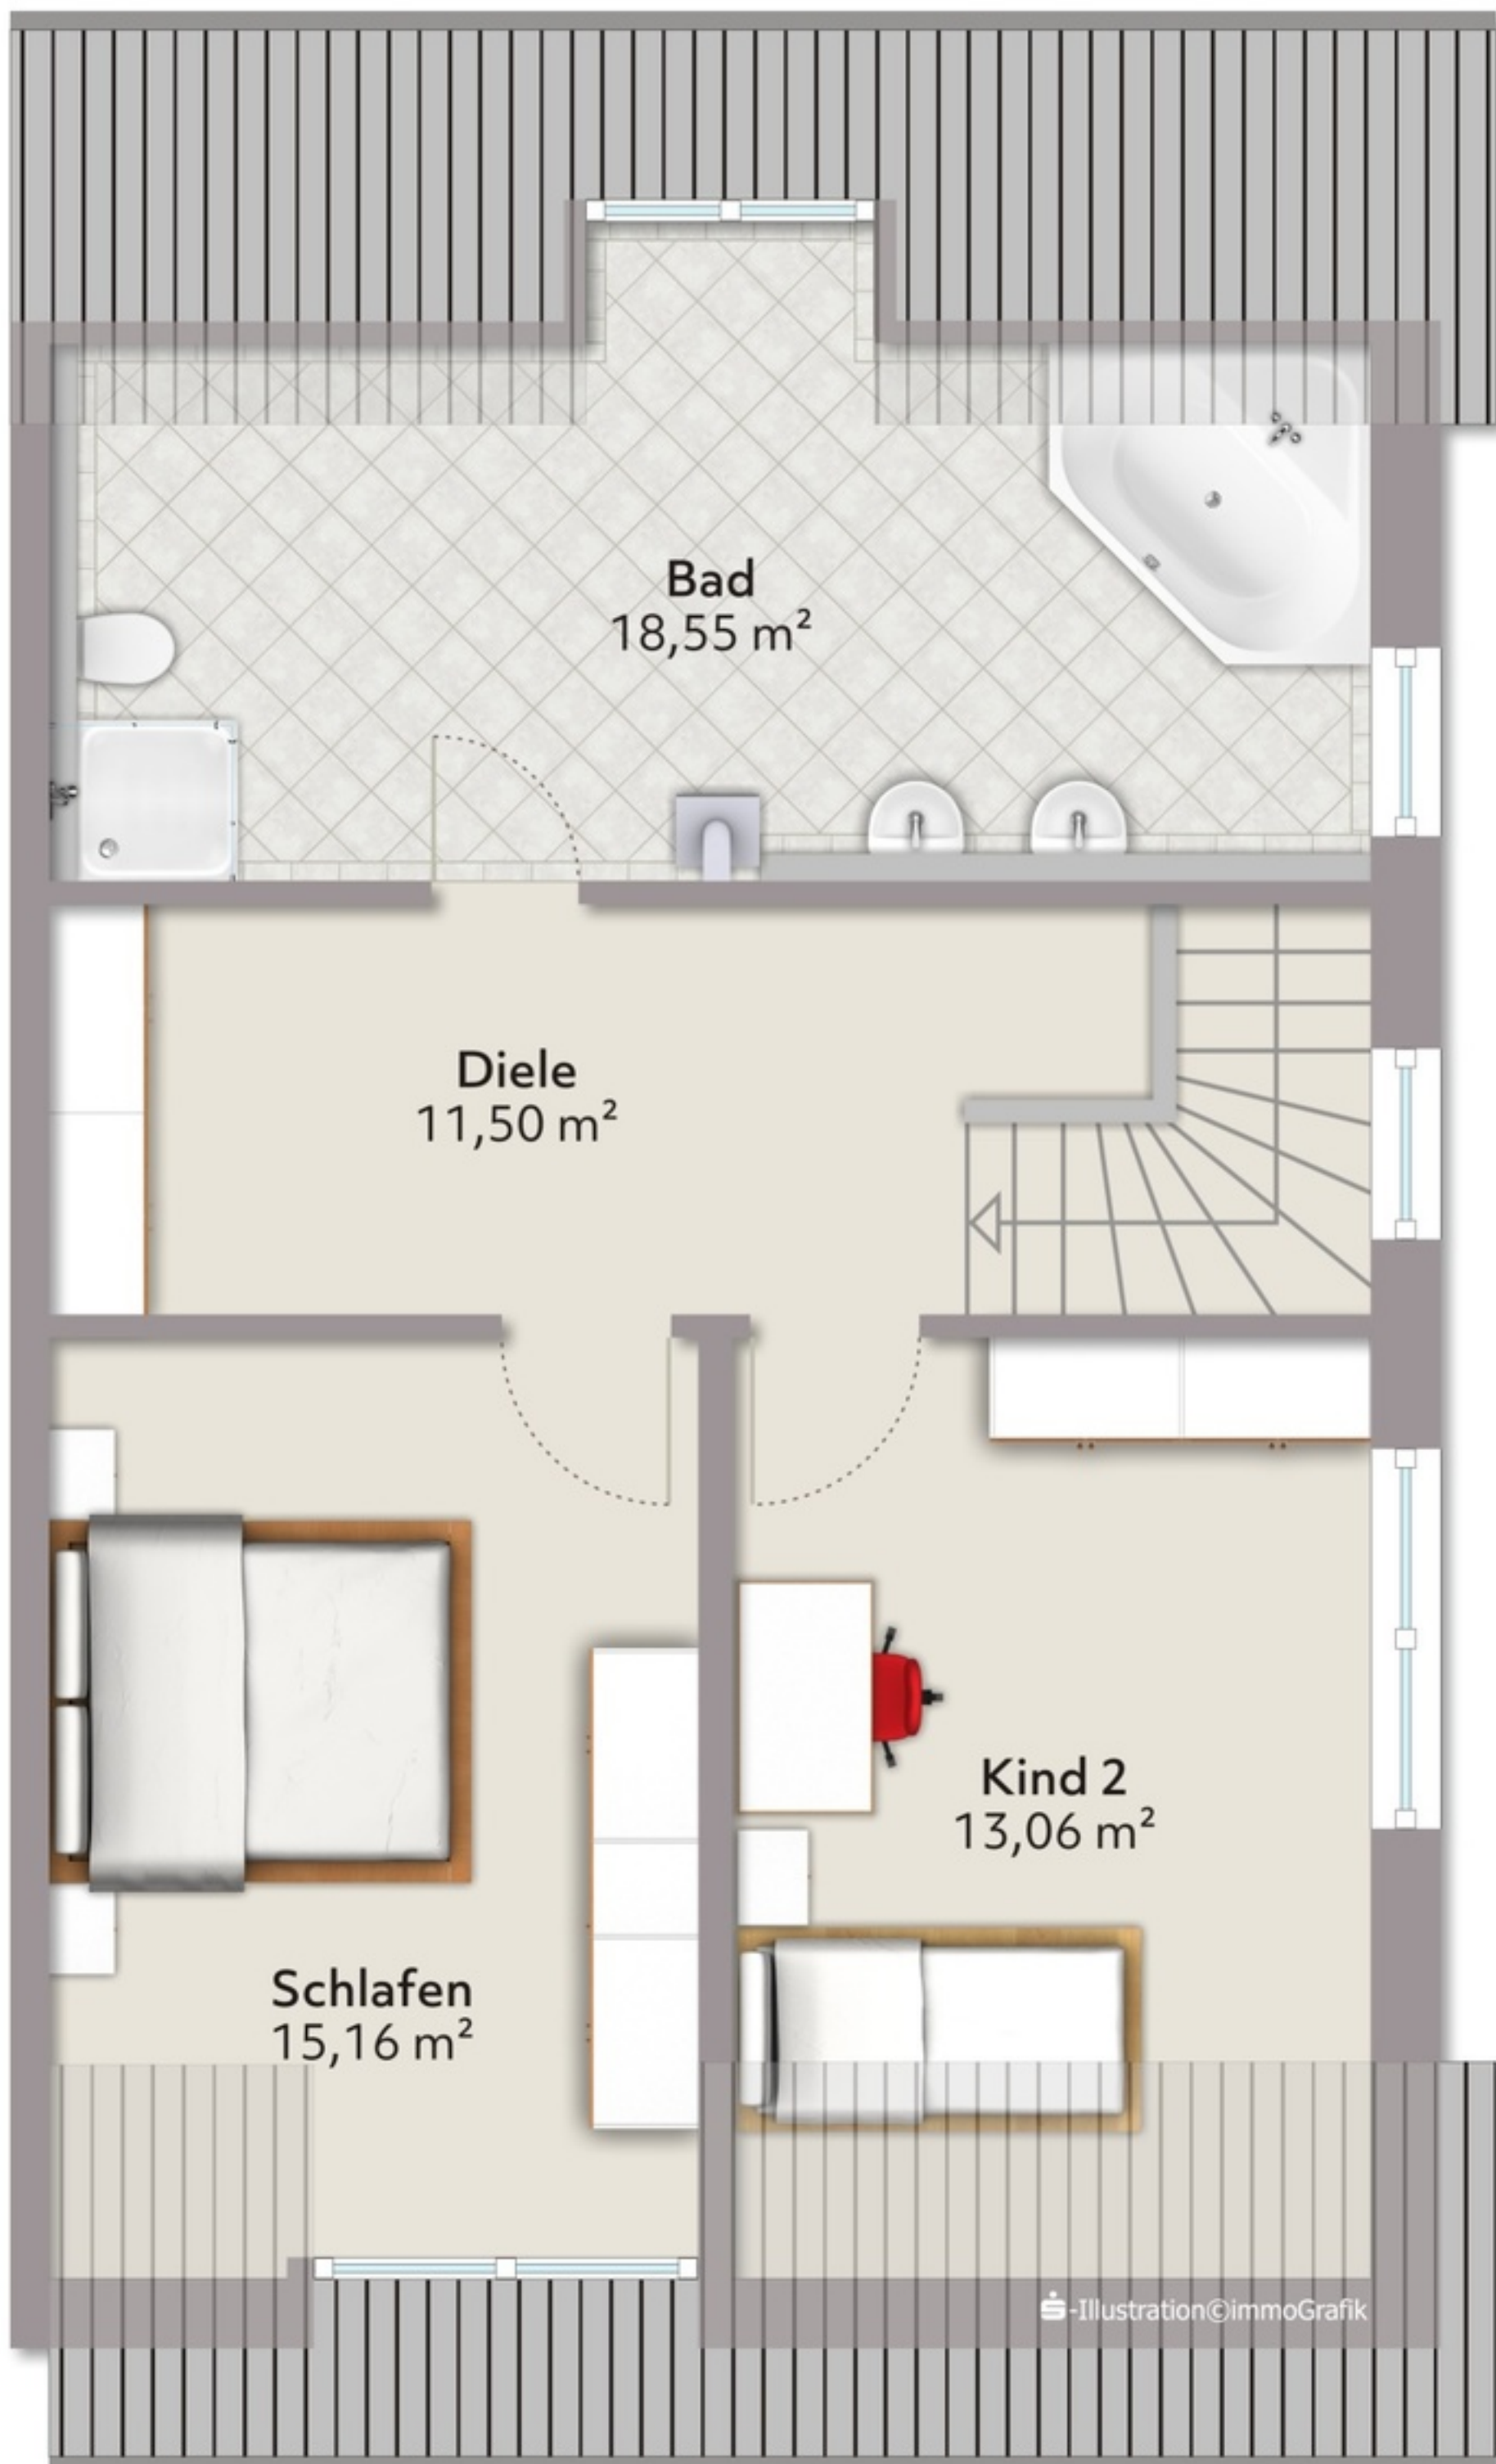 Bad
18,55 m²
Diele
11,50 m²
Kind 2
13,06 m²
Schlafen
15,16 m²
S-Illustration©immoGrafik